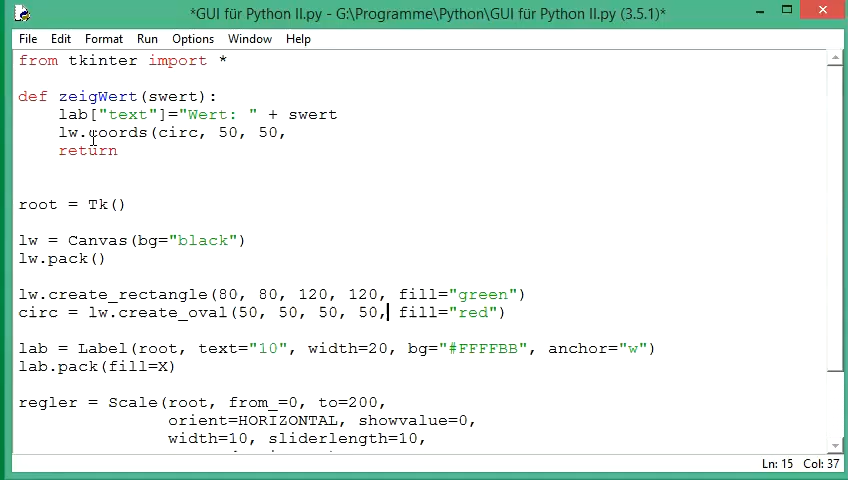 *GUI für Python II.py - G:\Programme\Python\GUI für Python II.py (3.5.1)*
File Edit Format Run Options Window Help
from tkinter import *
def zeigWert(swert):
lab["text"]="Wert: " + swert
lw.coords(circ, 50, 50,
return
root = Tk()
lw = Canvas(bg="black")
lw.pack()
lw.create_rectangle(80, 80, 120, 120, fill="green")
circ = lw.create_oval(50, 50, 50, 50, fill="red")
lab = Label(root, text="10", width=20, bg="#FFFFBB", anchor="w")
lab.pack(fill=X)
regler = Scale(root, from_=0, to=200,
orient=HORIZONTAL, showvalue=0,
width=10, sliderlength=10,
Ln: 15 Col: 37